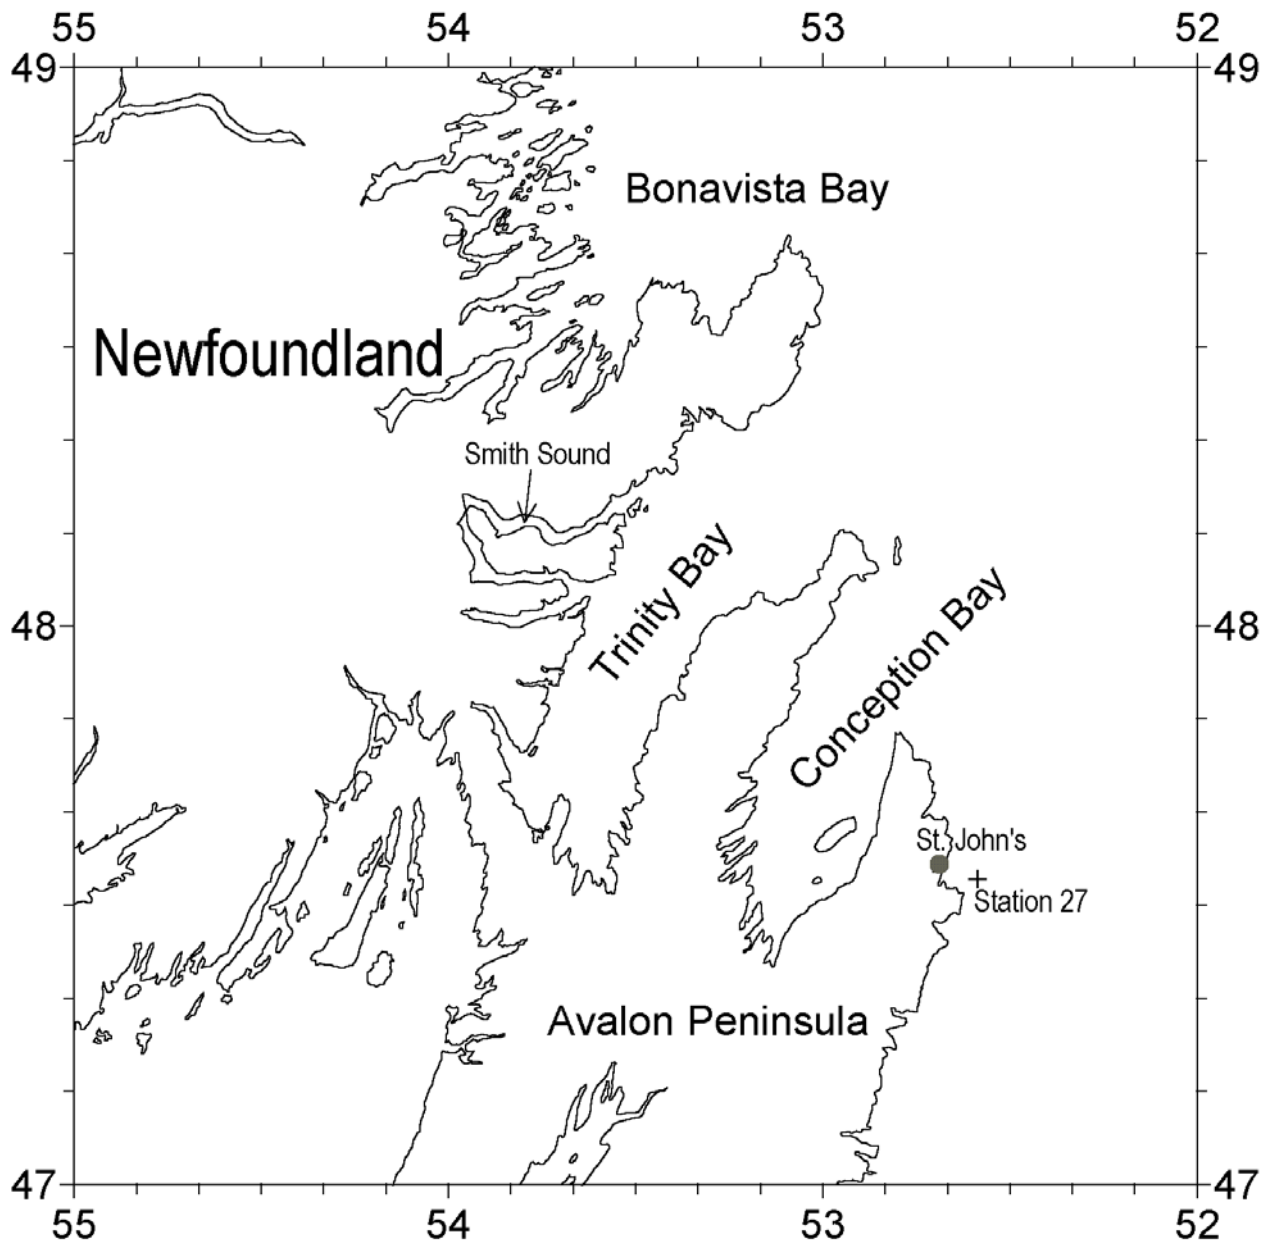 55 54 53 52
49 49
Bonavista Bay
Newfoundland
Smith Sound
Trinity Bay
Conception Bay
48 48
St. John's
Station 27
Avalon Peninsula
47 47
55 54 53 52